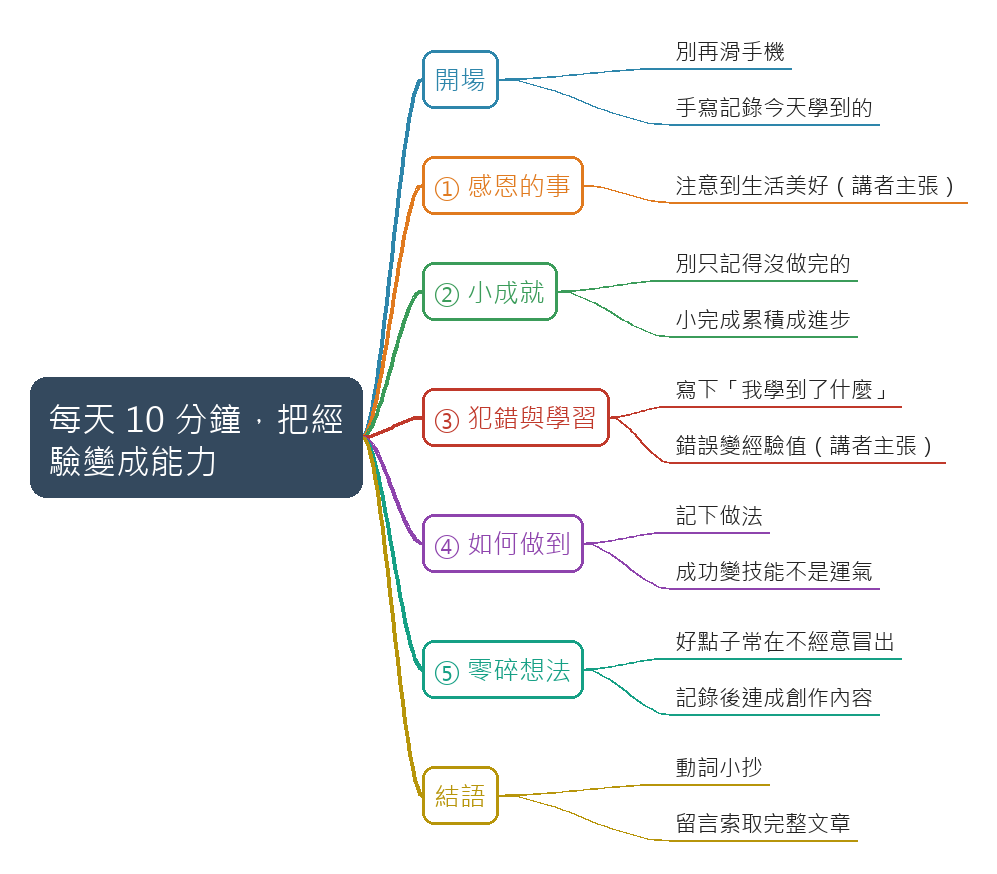 每天 10 分鐘，把經
驗變成能力
開場
別再滑手機
手寫記錄今天學到的
① 感恩的事
注意到生活美好（講者主張）
② 小成就
別只記得沒做完的
小完成累積成進步
③ 犯錯與學習
寫下「我學到了什麼」
錯誤變經驗值（講者主張）
④ 如何做到
記下做法
成功變技能不是運氣
⑤ 零碎想法
好點子常在不經意冒出
記錄後連成創作內容
結語
動詞小抄
留言索取完整文章